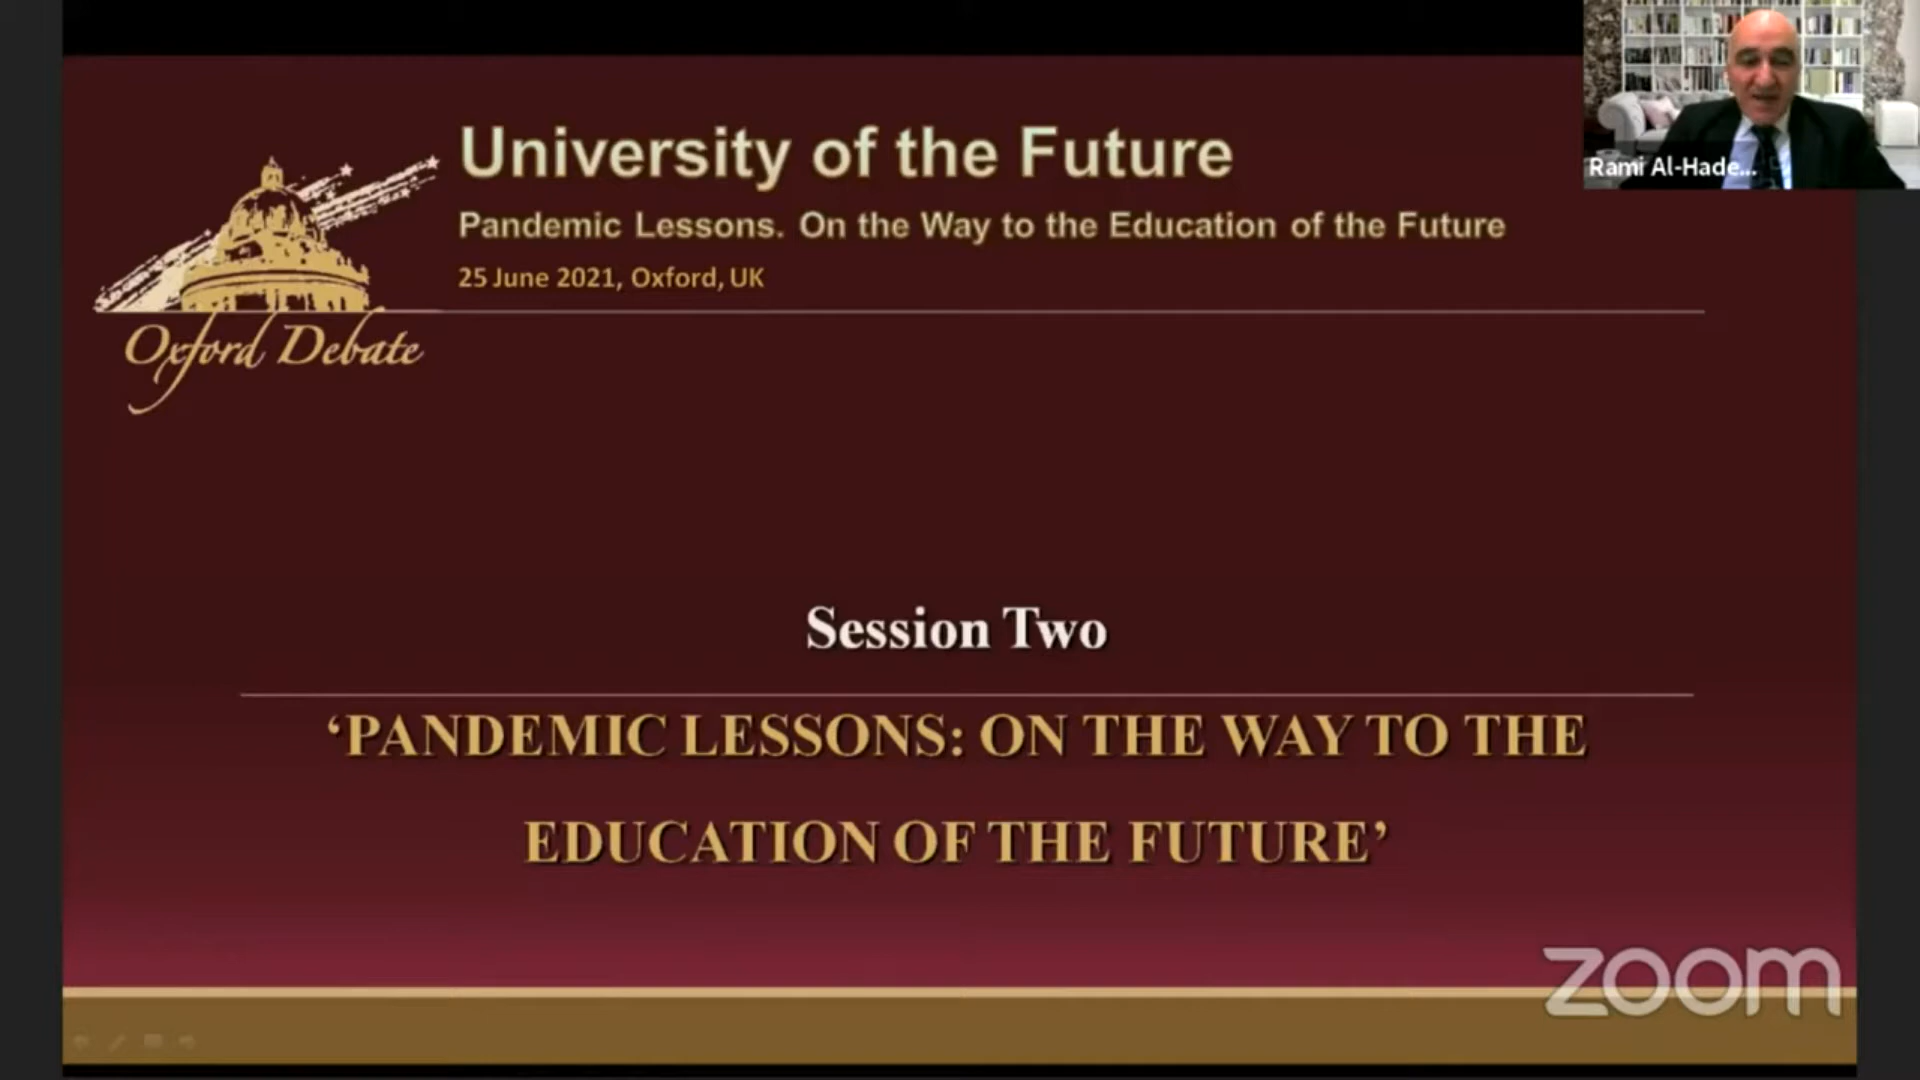 University of the Future
Pandemic Lessons. On the Way to the Education of the Future
25 June 2021, Oxford, UK
Oxford Debate
Rami Al-Hade...
Session Two
‘PANDEMIC LESSONS: ON THE WAY TO THE
EDUCATION OF THE FUTURE’
zoom